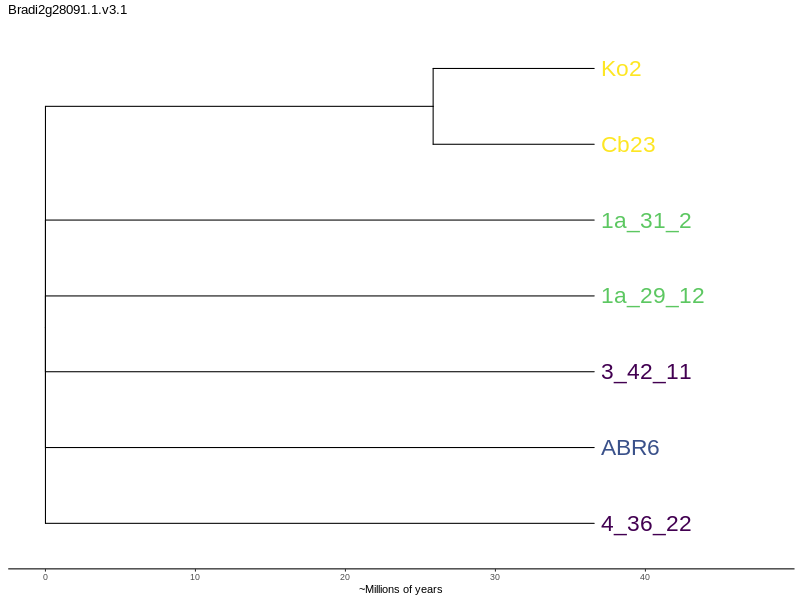 Bradi2g28091.1.v3.1
Ko2
Cb23
1a_31_2
1a_29_12
3_42_11
ABR6
4_36_22
0 10 20 30 40
~Millions of years